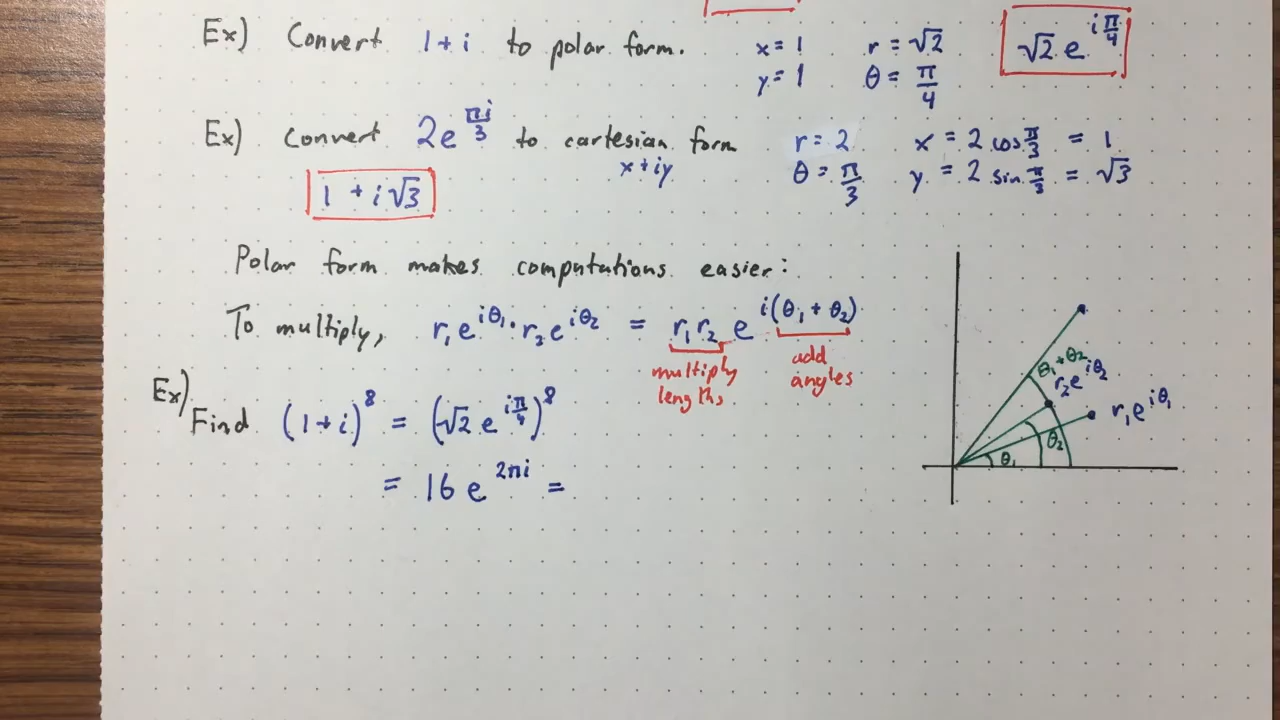 Ex) Convert 1+i to polar form. x=1 r=√2 √2 e^{iπ/4}
y=1 θ=π/4
Ex) Convert 2e^{πi/3} to cartesian form r=2 x = 2 cos π/3 = 1
x+iy θ=π/3 y = 2 sin π/3 = √3
1 + i√3
Polar form makes computations easier:
To multiply, r₁e^{iθ₁}·r₂e^{iθ₂} = r₁r₂ e^{i(θ₁+θ₂)}
multiply lengths
add angles
Ex) Find (1+i)^8 = (√2 e^{iπ/4})^8
= 16 e^{2πi} =
θ₁+θ₂
r₂e^{iθ₂}
r₁e^{iθ₁}
θ₂
θ₁